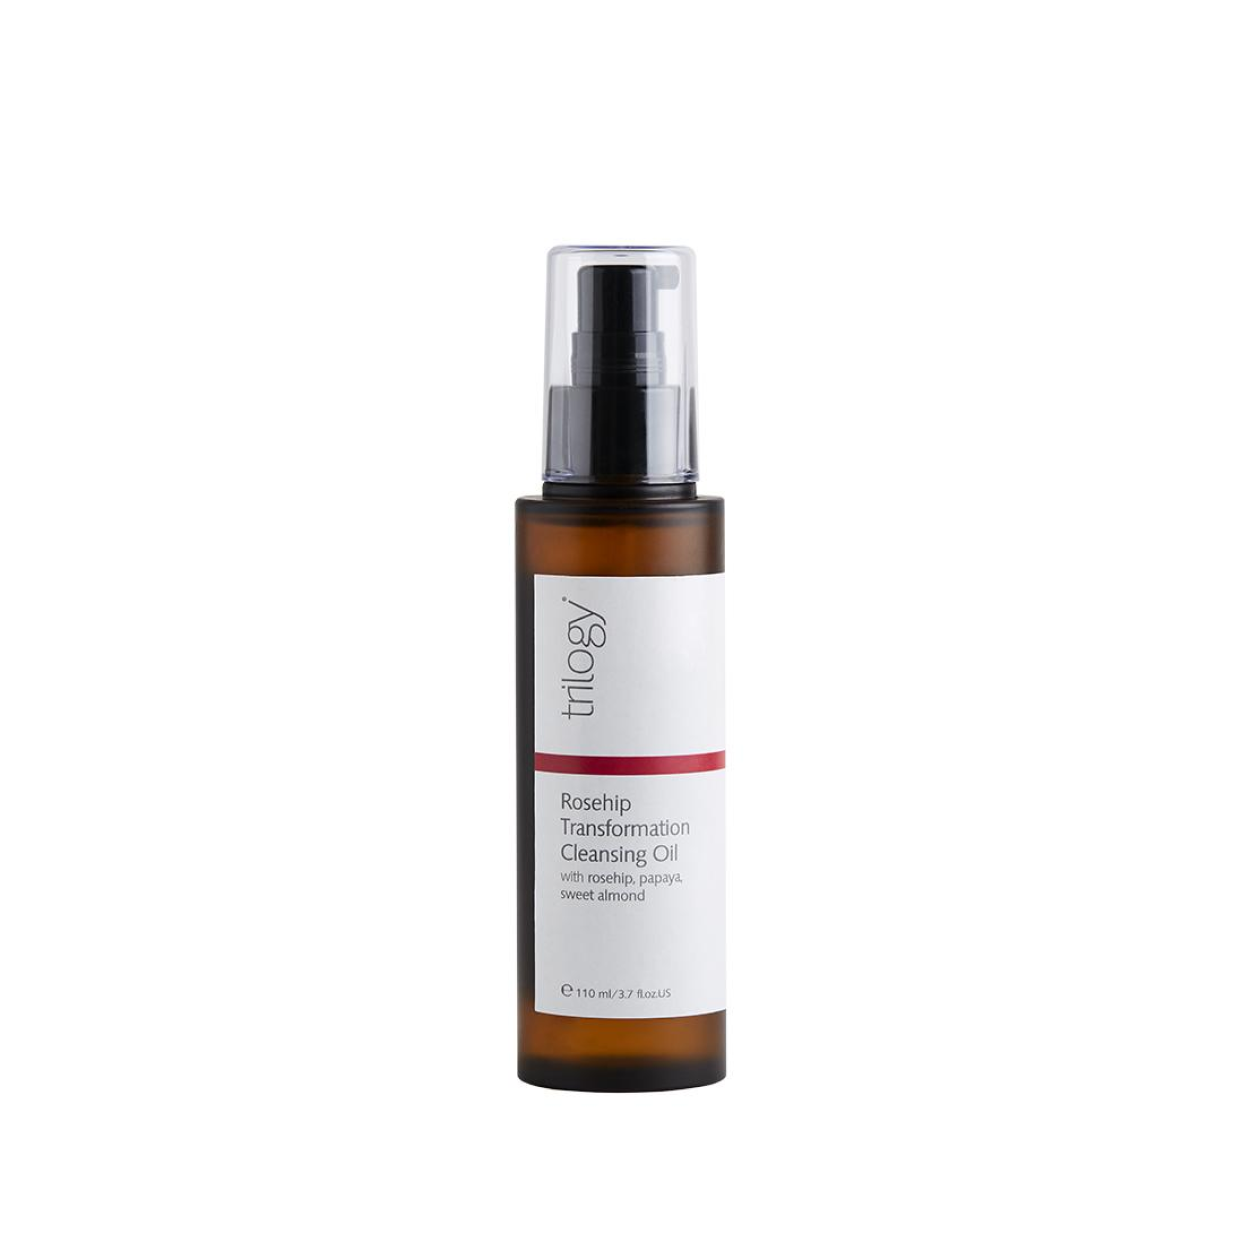 trilogy®
Rosehip
Transformation
Cleansing Oil
with rosehip, papaya,
sweet almond
℮ 110 ml/3.7 fl.oz.US